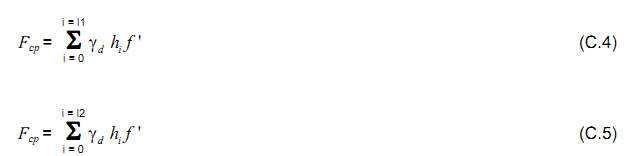 i = l1
F_cp = Σ γ_d h_i f ' (C.4)
i = 0
i = l2
F_cp = Σ γ_d h_i f ' (C.5)
i = 0